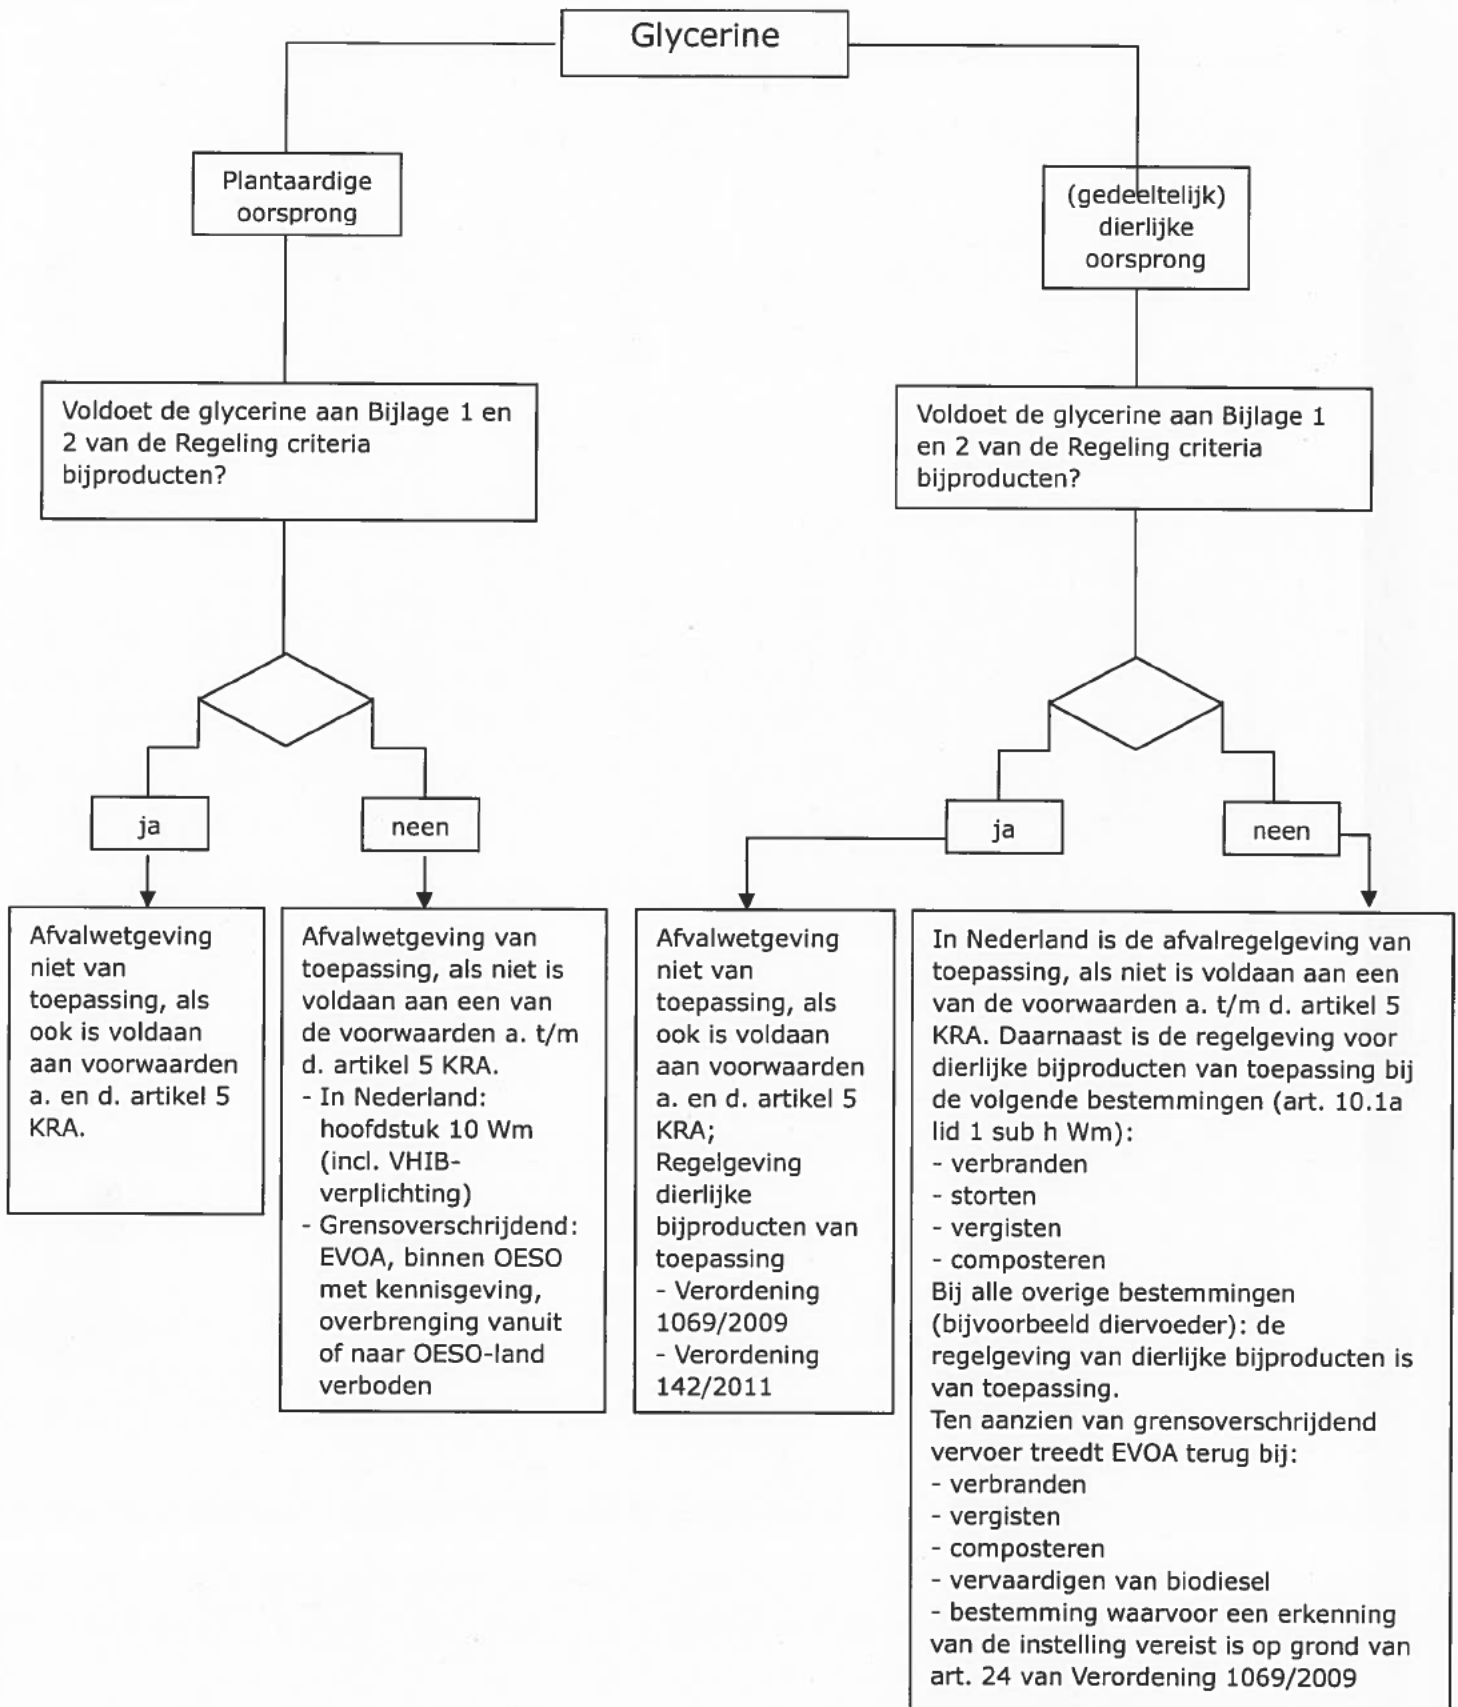 Glycerine
Plantaardige
oorsprong
(gedeeltelijk)
dierlijke
oorsprong
Voldoet de glycerine aan Bijlage 1 en
2 van de Regeling criteria
bijproducten?
Voldoet de glycerine aan Bijlage 1
en 2 van de Regeling criteria
bijproducten?
ja
neen
ja
neen
Afvalwetgeving
niet van
toepassing, als
ook is voldaan
aan voorwaarden
a. en d. artikel 5
KRA.
Afvalwetgeving van
toepassing, als niet is
voldaan aan een van
de voorwaarden a. t/m
d. artikel 5 KRA.
- In Nederland:
hoofdstuk 10 Wm
(incl. VHIB-
verplichting)
- Grensoverschrijdend:
EVOA, binnen OESO
met kennisgeving,
overbrenging vanuit
of naar OESO-land
verboden
Afvalwetgeving
niet van
toepassing, als
ook is voldaan
aan voorwaarden
a. en d. artikel 5
KRA;
Regelgeving
dierlijke
bijproducten van
toepassing
- Verordening
1069/2009
- Verordening
142/2011
In Nederland is de afvalregelgeving van
toepassing, als niet is voldaan aan een
van de voorwaarden a. t/m d. artikel 5
KRA. Daarnaast is de regelgeving voor
dierlijke bijproducten van toepassing bij
de volgende bestemmingen (art. 10.1a
lid 1 sub h Wm):
- verbranden
- storten
- vergisten
- composteren
Bij alle overige bestemmingen
(bijvoorbeeld diervoeder): de
regelgeving van dierlijke bijproducten is
van toepassing.
Ten aanzien van grensoverschrijdend
vervoer treedt EVOA terug bij:
- verbranden
- vergisten
- composteren
- vervaardigen van biodiesel
- bestemming waarvoor een erkenning
van de instelling vereist is op grond van
art. 24 van Verordening 1069/2009